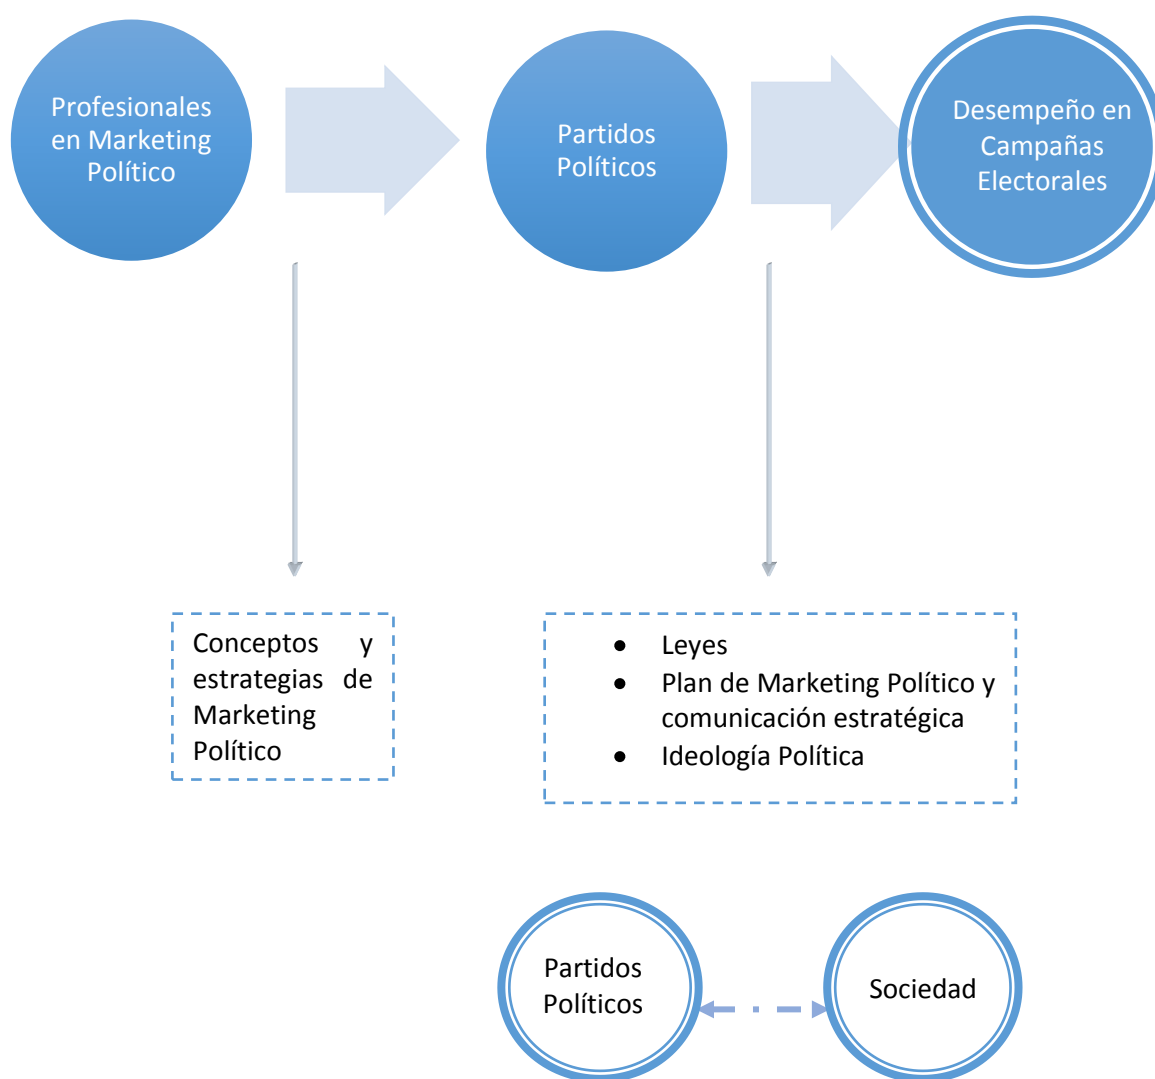 Profesionales
en Marketing
Político
Partidos
Políticos
Desempeño en
Campañas
Electorales
Conceptos y
estrategias de
Marketing
Político
● Leyes
● Plan de Marketing Político y
comunicación estratégica
● Ideología Política
Partidos
Políticos
Sociedad